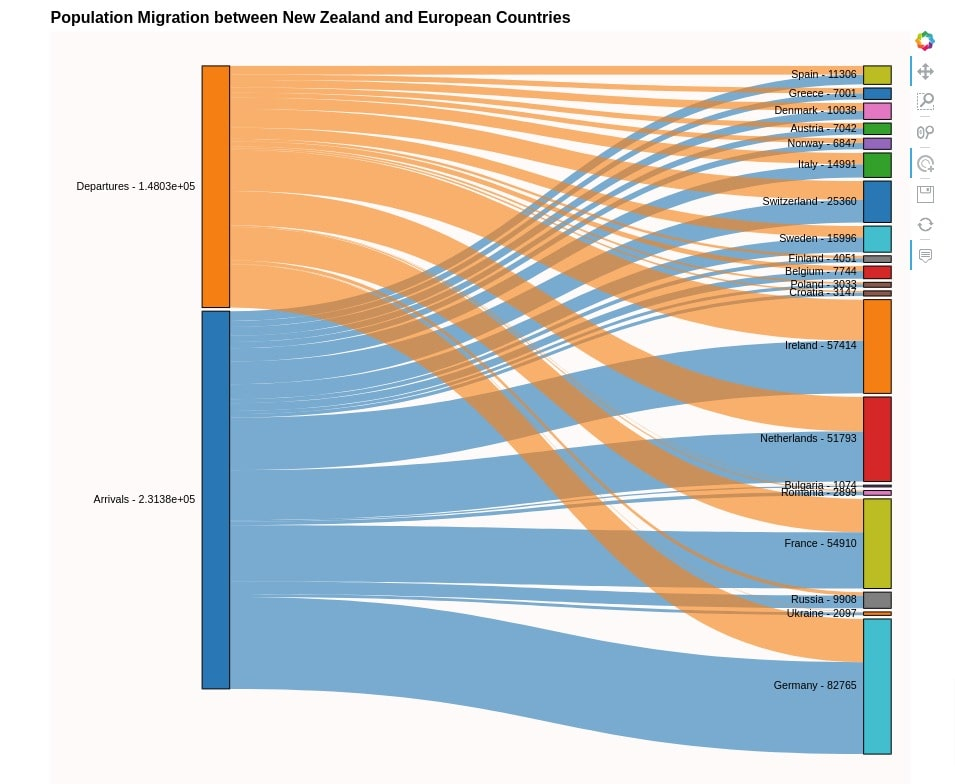 Population Migration between New Zealand and European Countries
Spain - 11306
Greece - 7001
Denmark - 10038
Austria - 7042
Norway - 6847
Italy - 14991
Departures - 1.4803e+05
Switzerland - 25360
Sweden - 15996
Finland - 4051
Belgium - 7744
Poland - 3033
Croatia - 3147
Ireland - 57414
Netherlands - 51793
Bulgaria - 1074
Romania - 2899
Arrivals - 2.3138e+05
France - 54910
Russia - 9908
Ukraine - 2097
Germany - 82765